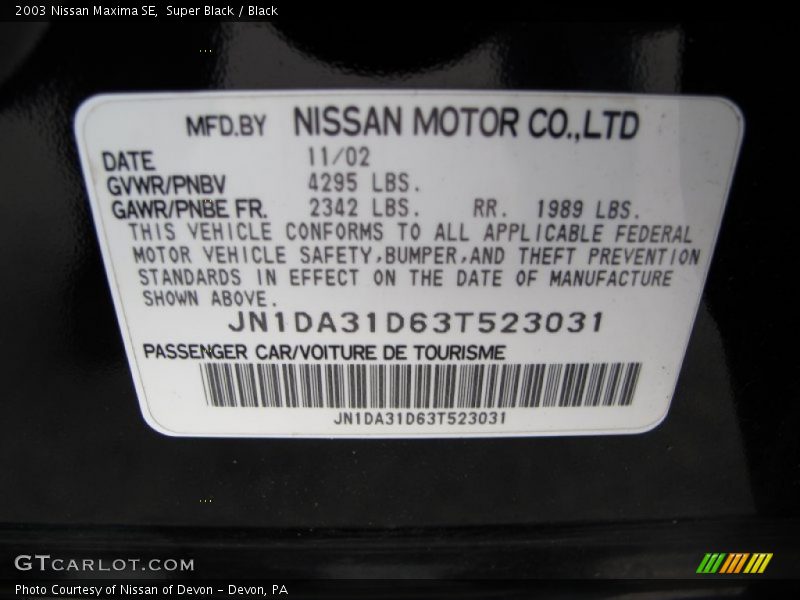 2003 Nissan Maxima SE,  Super Black / Black
MFD.BY NISSAN MOTOR CO.,LTD
DATE 11/02
GVWR/PNBV 4295 LBS.
GAWR/PNBE FR. 2342 LBS. RR. 1989 LBS.
THIS VEHICLE CONFORMS TO ALL APPLICABLE FEDERAL
MOTOR VEHICLE SAFETY,BUMPER,AND THEFT PREVENTION
STANDARDS IN EFFECT ON THE DATE OF MANUFACTURE
SHOWN ABOVE.
JN1DA31D63T523031
PASSENGER CAR/VOITURE DE TOURISME
JN1DA31D63T523031
GTCARLOT.COM
Photo Courtesy of Nissan of Devon - Devon, PA